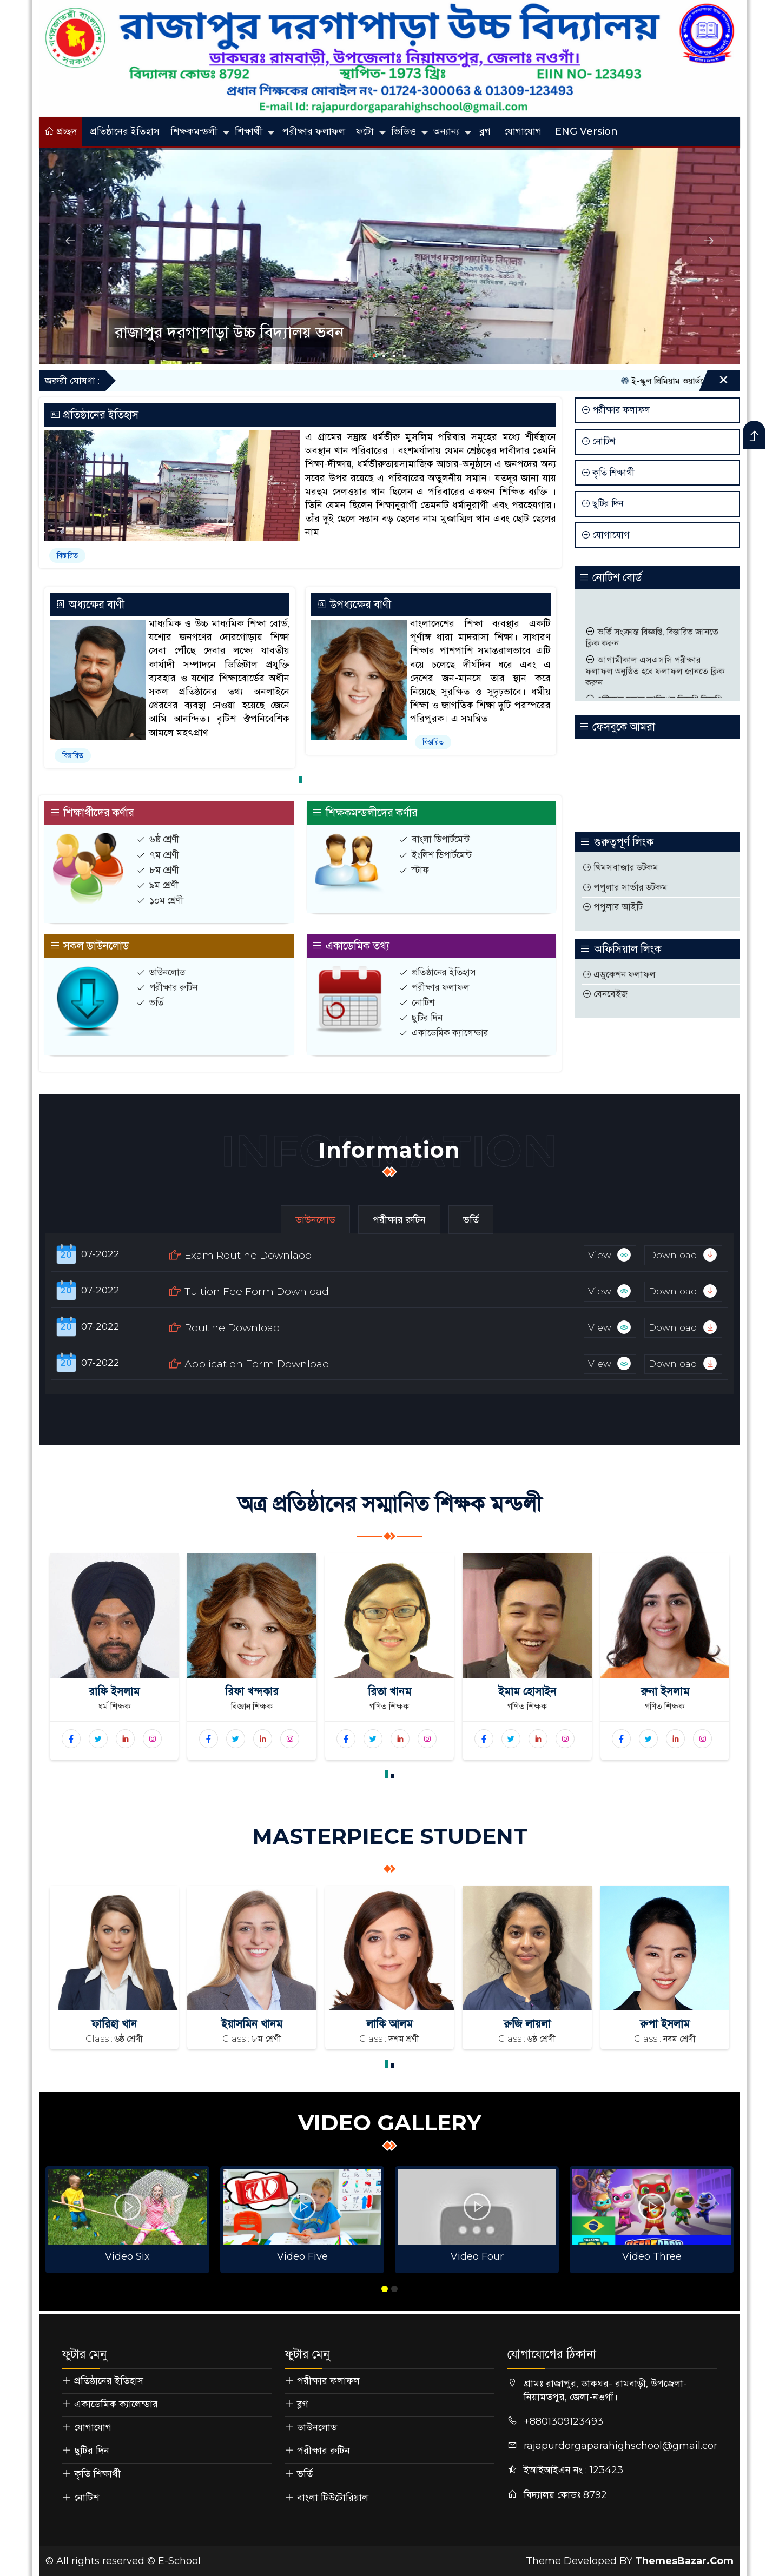 রাজাপুর দরগাপাড়া উচ্চ বিদ্যালয়
ডাকঘরঃ রামবাড়ী, উপজেলাঃ নিয়ামতপুর, জেলাঃ নওগাঁ।
বিদ্যালয় কোডঃ 8792 স্থাপিত- 1973 খ্রিঃ EIIN NO- 123493
প্রধান শিক্ষকের মোবাইল নং- 01724-300063 & 01309-123493
E-mail Id: rajapurdorgaparahighschool@gmail.com
প্রচ্ছদ প্রতিষ্ঠানের ইতিহাস শিক্ষকমন্ডলী শিক্ষার্থী পরীক্ষার ফলাফল ফটো ভিডিও অন্যান্য ব্লগ যোগাযোগ ENG Version
রাজাপুর দরগাপাড়া উচ্চ বিদ্যালয় ভবন
জরুরী ঘোষণা : ই-স্কুল প্রিমিয়াম
প্রতিষ্ঠানের ইতিহাস
এ গ্রামের সম্ভ্রান্ত ধর্মভীরু মুসলিম পরিবার সমূহের মধ্যে শীর্ষস্থানে
অবস্থান খান পরিবারের । বংশমর্যাদায় যেমন শ্রেষ্ঠত্বের দাবীদার তেমনি
শিক্ষা-দীক্ষায়, ধর্মভীরুতায়সামাজিক আচার-অনুষ্ঠানে এ জনপদের অন্য
সবের উপর রয়েছে এ পরিবারের অতুলনীয় সম্মান। যতদূর জানা যায়
মরহুম দেলওয়ার খান ছিলেন এ পরিবারের একজন শিক্ষিত ব্যক্তি ।
তিনি যেমন ছিলেন শিক্ষানুরাগী তেমনটি ধর্মানুরাগী এবং পরহেযগার।
তাঁর দুই ছেলে সন্তান বড় ছেলের নাম মুজাম্মিল খান এবং ছোট ছেলের
নাম
বিস্তারিত
অধ্যক্ষের বাণী
মাধ্যমিক ও উচ্চ মাধ্যমিক শিক্ষা বোর্ড,
যশোর জনগণের দোরগোড়ায় শিক্ষা
সেবা পৌঁছে দেবার লক্ষ্যে যাবতীয়
কার্যাদী সম্পাদনে ডিজিটাল প্রযুক্তি
ব্যবহার ও যশোর শিক্ষাবোর্ডের অধীন
সকল প্রতিষ্ঠানের তথ্য অনলাইনে
প্রেরণের ব্যবস্থা নেওয়া হয়েছে জেনে
আমি আনন্দিত। বৃটিশ ঔপনিবেশিক
আমলে মহৎপ্রাণ
বিস্তারিত
উপধ্যক্ষের বাণী
বাংলাদেশের শিক্ষা ব্যবস্থার একটি
পূর্ণাঙ্গ ধারা মাদরাসা শিক্ষা। সাধারণ
শিক্ষার পাশপাশি সমান্তরালভাবে এটি
বয়ে চলেছে দীর্ঘদিন ধরে এবং এ
দেশের জন-মানসে তার স্থান করে
নিয়েছে সুরক্ষিত ও সুদৃঢ়ভাবে। ধর্মীয়
শিক্ষা ও জাগতিক শিক্ষা দুটি পরস্পরের
পরিপুরক। এ সমন্বিত
বিস্তারিত
শিক্ষার্থীদের কর্ণার
৬ষ্ঠ শ্রেণী
৭ম শ্রেণী
৮ম শ্রেণী
৯ম শ্রেণী
১০ম শ্রেণী
শিক্ষকমন্ডলীদের কর্ণার
বাংলা ডিপার্টমেন্ট
ইংলিশ ডিপার্টমেন্ট
স্টাফ
সকল ডাউনলোড
ডাউনলোড
পরীক্ষার রুটিন
ভর্তি
একাডেমিক তথ্য
প্রতিষ্ঠানের ইতিহাস
পরীক্ষার ফলাফল
নোটিশ
ছুটির দিন
একাডেমিক ক্যালেন্ডার
পরীক্ষার ফলাফল
নোটিশ
কৃতি শিক্ষার্থী
ছুটির দিন
যোগাযোগ
নোটিশ বোর্ড
ভর্তি সংক্রান্ত বিজ্ঞপ্তি, বিস্তারিত জানতে
ক্লিক করুন
আগামীকাল এসএসসি পরীক্ষার
ফলাফল অনুষ্ঠিত হবে ফলাফল জানতে ক্লিক
করুন
ফেসবুকে আমরা
গুরুত্বপূর্ণ লিংক
থিমসবাজার ডটকম
পপুলার সার্ভার ডটকম
পপুলার আইটি
অফিসিয়াল লিংক
এডুকেশন ফলাফল
বেনবেইজ
INFORMATION
Information
ডাউনলোড পরীক্ষার রুটিন ভর্তি
20 07-2022 Exam Routine Downlaod View Download
20 07-2022 Tuition Fee Form Download View Download
20 07-2022 Routine Download View Download
20 07-2022 Application Form Download View Download
অত্র প্রতিষ্ঠানের সম্মানিত শিক্ষক মন্ডলী
রাফি ইসলাম রিফা খন্দকার রিতা খানম ইমাম হোসাইন রুনা ইসলাম
ধর্ম শিক্ষক বিজ্ঞান শিক্ষক গণিত শিক্ষক গণিত শিক্ষক গণিত শিক্ষক
MASTERPIECE STUDENT
ফারিহা খান ইয়াসমিন খানম লাকি আলম রুজি লায়লা রুপা ইসলাম
Class : ৬ষ্ঠ শ্রেণী Class : ৮ম শ্রেণী Class : দশম শ্রণী Class : ৬ষ্ঠ শ্রেণী Class : নবম শ্রেণী
VIDEO GALLERY
Video Six Video Five Video Four Video Three
ফুটার মেনু
প্রতিষ্ঠানের ইতিহাস
একাডেমিক ক্যালেন্ডার
যোগাযোগ
ছুটির দিন
কৃতি শিক্ষার্থী
নোটিশ
ফুটার মেনু
পরীক্ষার ফলাফল
ব্লগ
ডাউনলোড
পরীক্ষার রুটিন
ভর্তি
বাংলা টিউটোরিয়াল
যোগাযোগের ঠিকানা
গ্রামঃ রাজাপুর, ডাকঘর- রামবাড়ী, উপজেলা-
নিয়ামতপুর, জেলা-নওগাঁ।
+8801309123493
rajapurdorgaparahighschool@gmail.cor
ইআইআইএন নং : 123423
বিদ্যালয় কোডঃ 8792
© All rights reserved © E-School Theme Developed BY ThemesBazar.Com